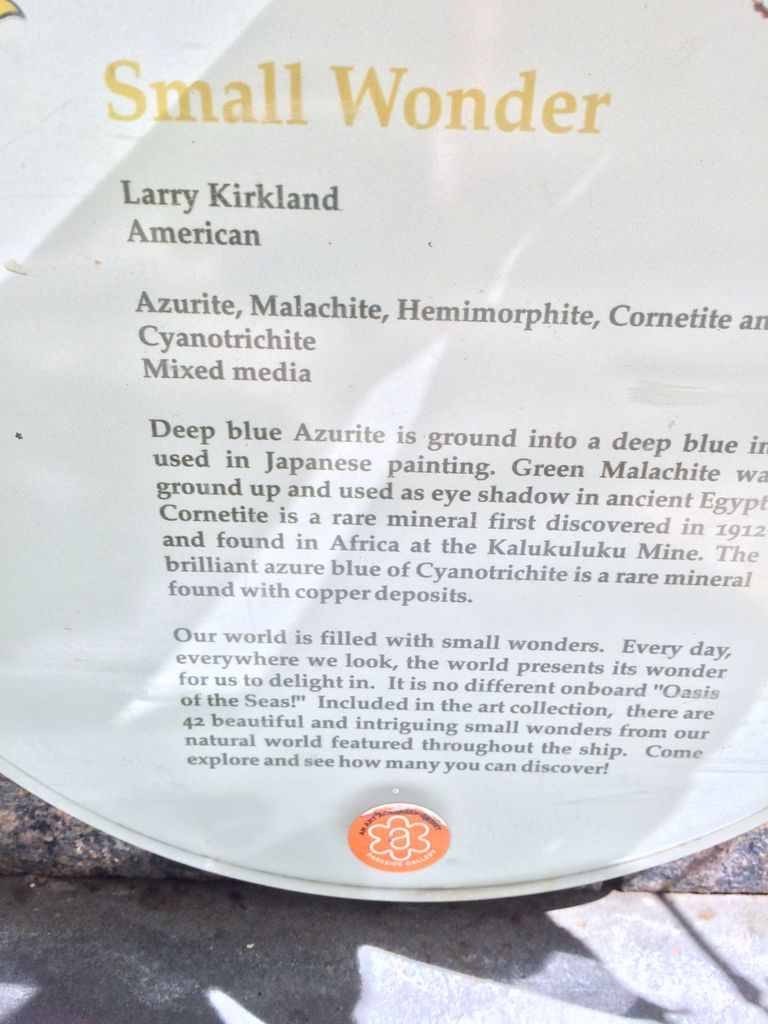 Small Wonder
Larry Kirkland
American
Azurite, Malachite, Hemimorphite, Cornetite an
Cyanotrichite
Mixed media
Deep blue Azurite is ground into a deep blue in
used in Japanese painting. Green Malachite wa
ground up and used as eye shadow in ancient Egypt
Cornetite is a rare mineral first discovered in 1912
and found in Africa at the Kalukuluku Mine. The
brilliant azure blue of Cyanotrichite is a rare mineral
found with copper deposits.
Our world is filled with small wonders. Every day,
everywhere we look, the world presents its wonder
for us to delight in. It is no different onboard "Oasis
of the Seas!" Included in the art collection, there are
42 beautiful and intriguing small wonders from our
natural world featured throughout the ship. Come
explore and see how many you can discover!
a
PARKSIDE GALLERY